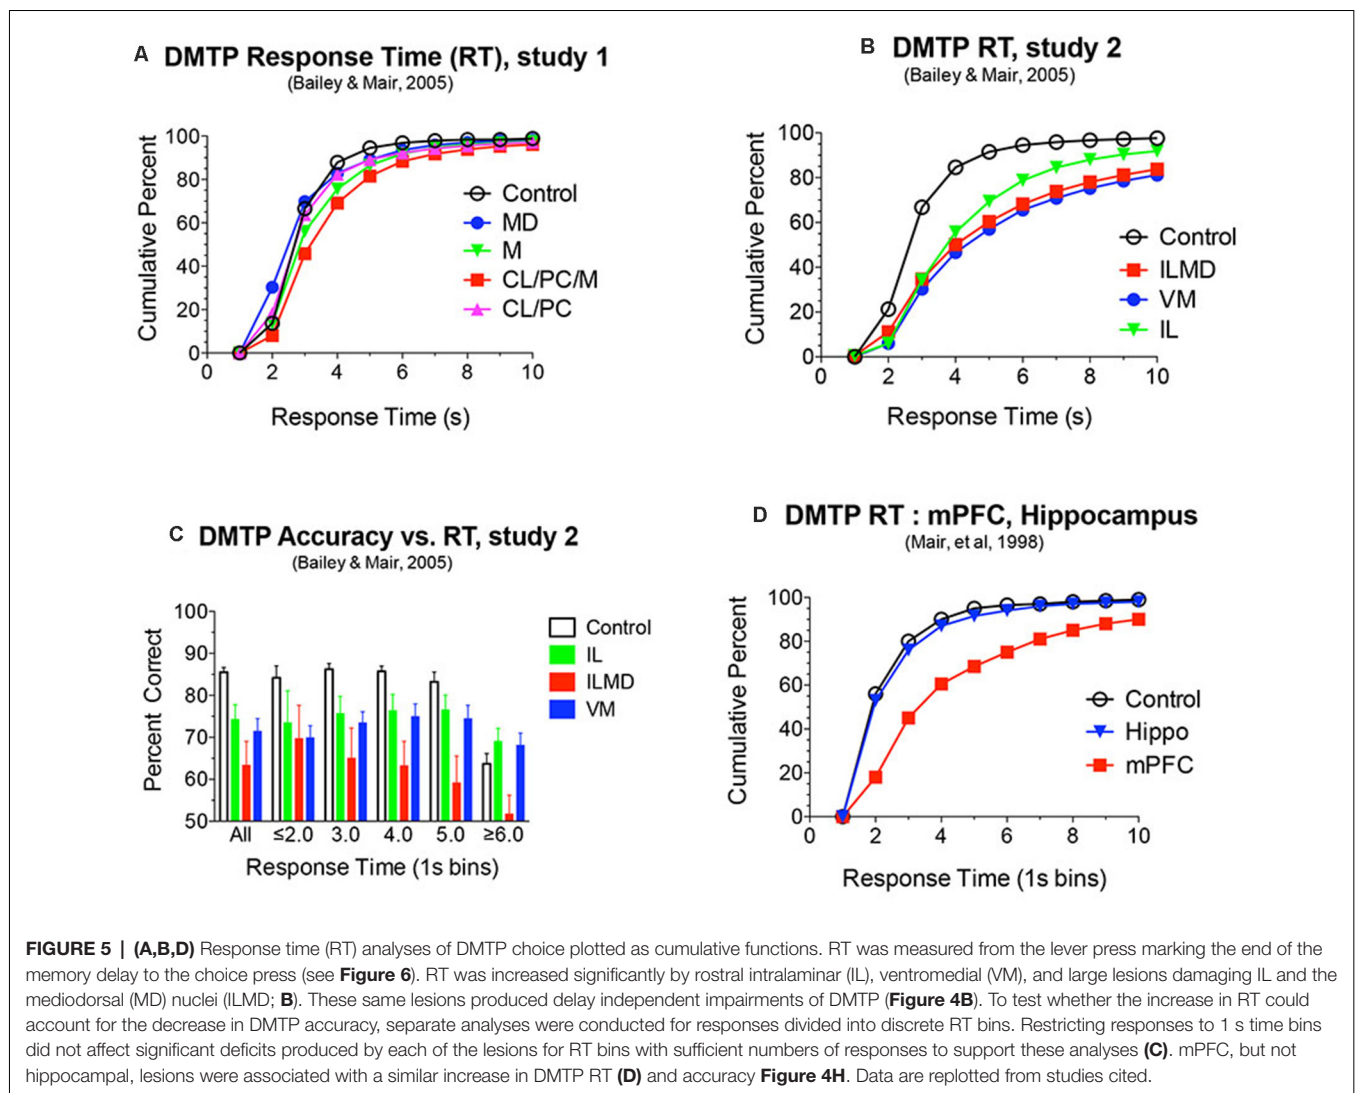 A DMTP Response Time (RT), study 1
(Bailey & Mair, 2005)
Cumulative Percent
100
80
60
40
20
0
0 2 4 6 8 10
Response Time (s)
Control
MD
M
CL/PC/M
CL/PC
B DMTP RT, study 2
(Bailey & Mair, 2005)
Cumulative Percent
100
80
60
40
20
0
0 2 4 6 8 10
Response Time (s)
Control
ILMD
VM
IL
C DMTP Accuracy vs. RT, study 2
(Bailey & Mair, 2005)
Percent Correct
100
90
80
70
60
50
All ≤2.0 3.0 4.0 5.0 ≥6.0
Response Time (1s bins)
Control
IL
ILMD
VM
D DMTP RT : mPFC, Hippocampus
(Mair, et al, 1998)
Cumulative Percent
100
80
60
40
20
0
0 2 4 6 8 10
Response Time (1s bins)
Control
Hippo
mPFC
FIGURE 5 | (A,B,D) Response time (RT) analyses of DMTP choice plotted as cumulative functions. RT was measured from the lever press marking the end of the
memory delay to the choice press (see Figure 6). RT was increased significantly by rostral intralaminar (IL), ventromedial (VM), and large lesions damaging IL and the
mediodorsal (MD) nuclei (ILMD; B). These same lesions produced delay independent impairments of DMTP (Figure 4B). To test whether the increase in RT could
account for the decrease in DMTP accuracy, separate analyses were conducted for responses divided into discrete RT bins. Restricting responses to 1 s time bins
did not affect significant deficits produced by each of the lesions for RT bins with sufficient numbers of responses to support these analyses (C). mPFC, but not
hippocampal, lesions were associated with a similar increase in DMTP RT (D) and accuracy Figure 4H. Data are replotted from studies cited.